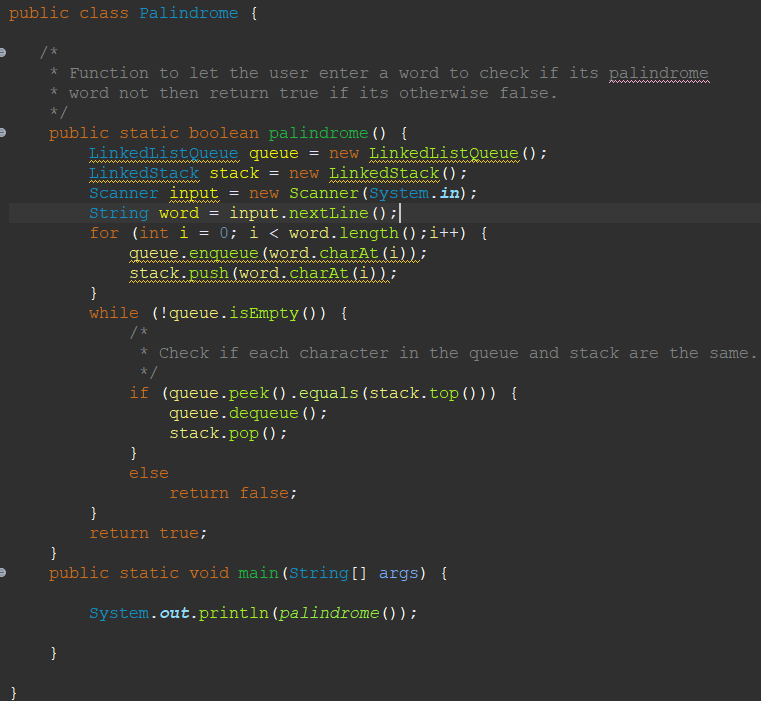 public class Palindrome {
/*
* Function to let the user enter a word to check if its palindrome
* word not then return true if its otherwise false.
*/
public static boolean palindrome() {
LinkedListQueue queue = new LinkedListQueue();
LinkedStack stack = new LinkedStack();
Scanner input = new Scanner(System.in);
String word = input.nextLine();
for (int i = 0; i < word.length();i++) {
queue.enqueue(word.charAt(i));
stack.push(word.charAt(i));
}
while (!queue.isEmpty()) {
/*
* Check if each character in the queue and stack are the same.
*/
if (queue.peek().equals(stack.top())) {
queue.dequeue();
stack.pop();
}
else
return false;
}
return true;
}
public static void main(String[] args) {
System.out.println(palindrome());
}
}